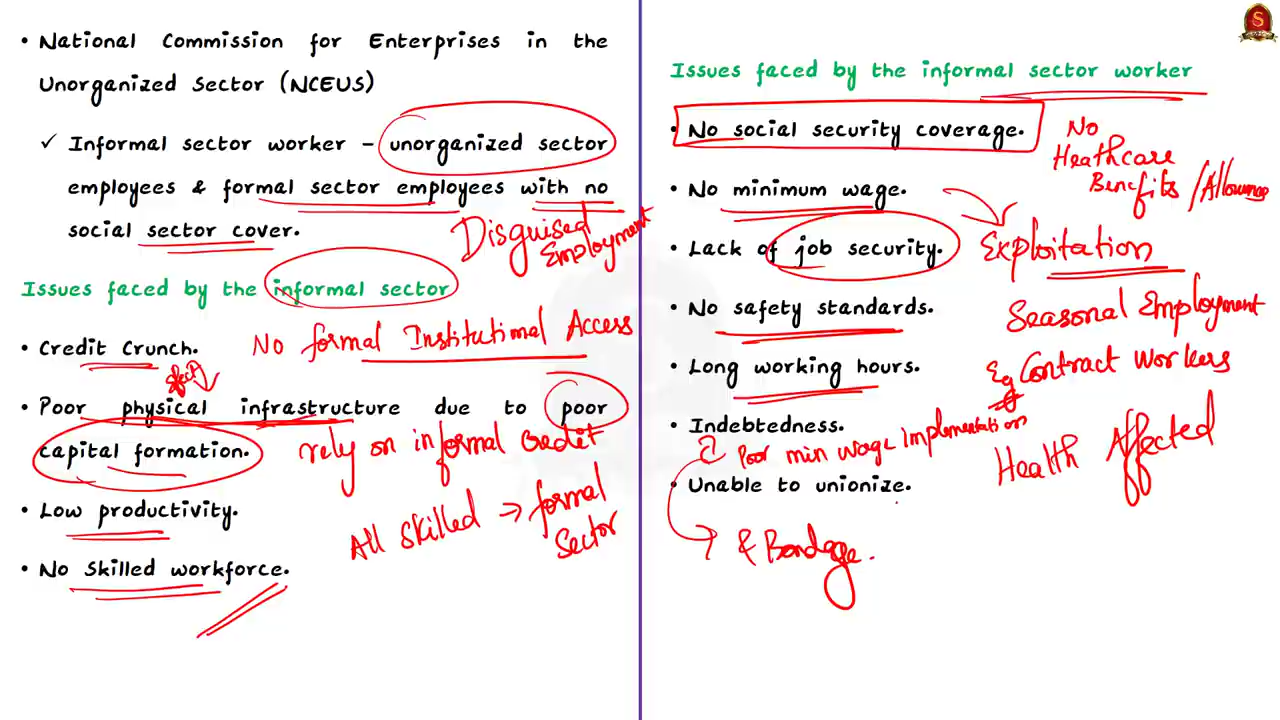 • National Commission for Enterprises in the
Unorganized Sector (NCEUS)
✓ Informal sector worker – unorganized sector
employees & formal sector employees with no
social sector cover.
Disguised
Employment
Issues faced by the informal sector
No formal Institutional Access
• Credit Crunch.
• Poor physical infrastructure due to poor
capital formation.
rely on informal Credit
• Low productivity.
All Skilled → formal
Sector
• No Skilled workforce.
Issues faced by the informal sector worker
• No social security coverage.
No
Heathcare
Benefits /Allowances
• No minimum wage.
• Lack of job security.
Exploitation
• No safety standards.
Seasonal Employment
• Long working hours.
Eg Contract Workers
• Indebtedness.
Poor min wage implementation
Health Affected
• Unable to unionize.
& Bondage.
S